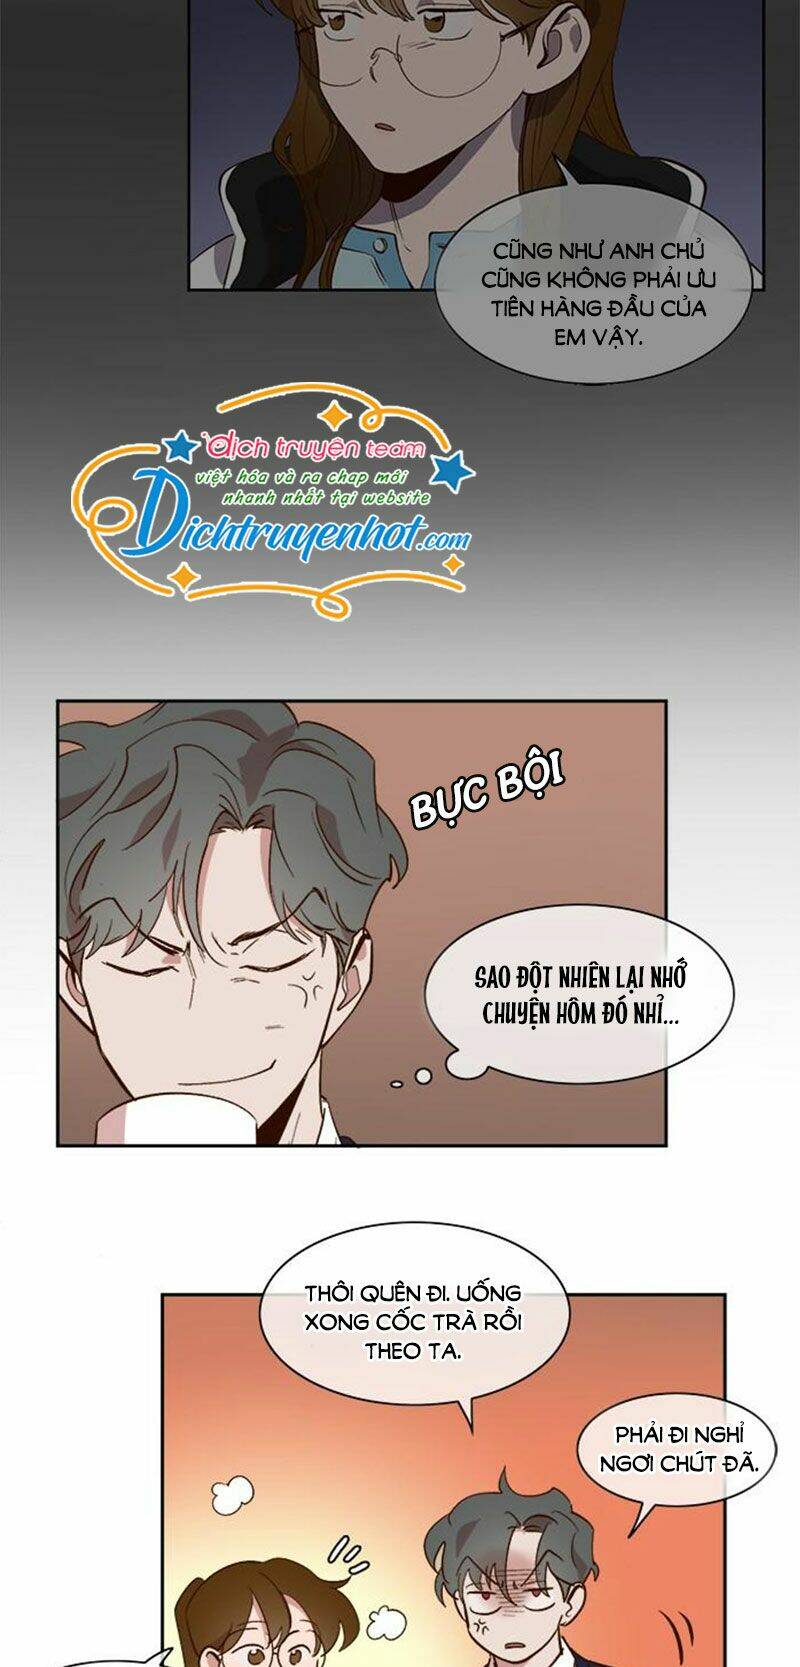 CŨNG NHƯ ANH CHỦ
CŨNG KHÔNG PHẢI ƯU
TIÊN HÀNG ĐẦU CỦA
EM VẬY.
dịch truyện team
việt hóa và ra chap mới
nhanh nhất tại website
Dichtruyenhot.com
BỰC BỘI
SAO ĐỘT NHIÊN LẠI NHỚ
CHUYỆN HÔM ĐÓ NHỈ...
THÔI QUÊN ĐI. UỐNG
XONG CỐC TRÀ RỒI
THEO TA.
PHẢI ĐI NGHỈ
NGƠI CHÚT ĐÃ.